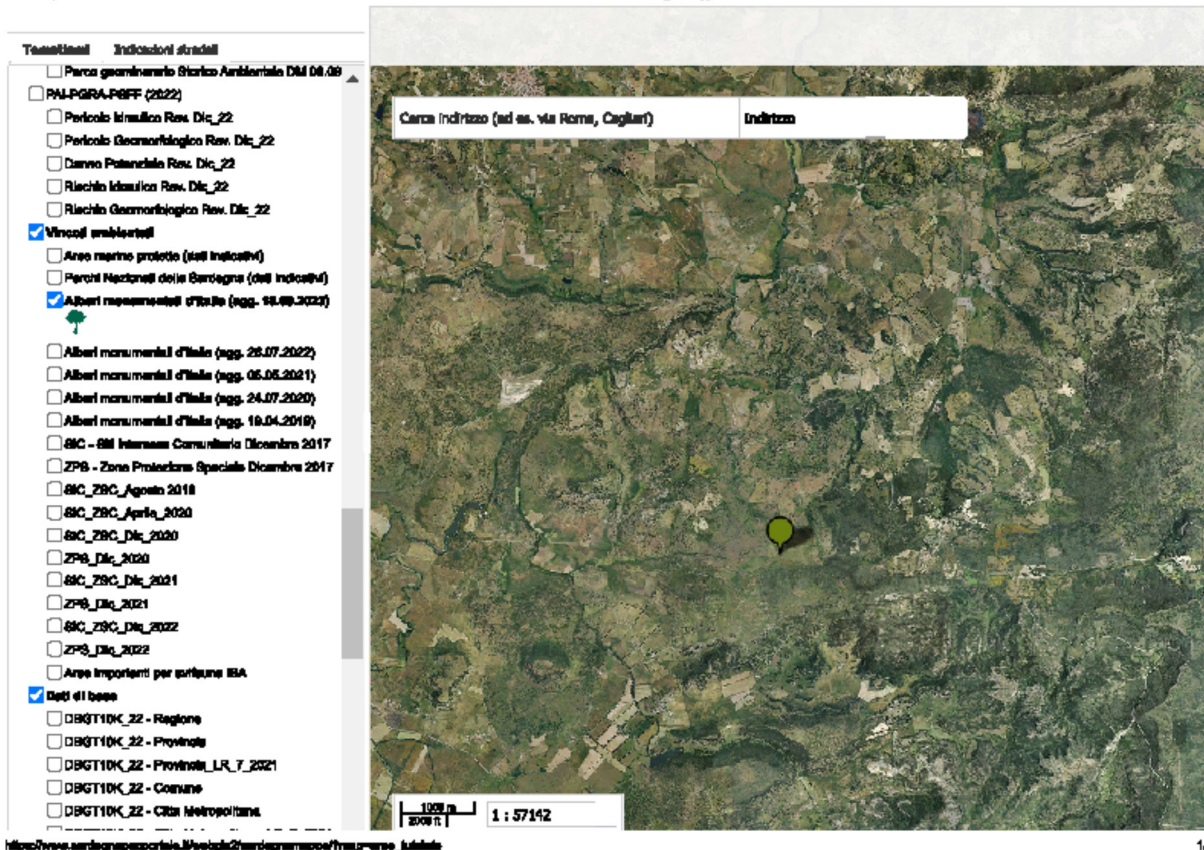 Tematismi Indicazioni stradali
Parco geominerario Storico Ambientale DM 08.09
PAI-PGRA-PSFF (2022)
Pericolo Idraulico Rev. Dic_22
Pericolo Geomorfologico Rev. Dic_22
Danno Potenziale Rev. Dic_22
Rischio Idraulico Rev. Dic_22
Rischio Geomorfologico Rev. Dic_22
Vincoli ambientali
Aree marine protette (dati indicativi)
Parchi Nazionali della Sardegna (dati indicativi)
Alberi monumentali d'Italia
Alberi monumentali d'Italia (agg. 26.07.2022)
Alberi monumentali d'Italia (agg. 05.05.2021)
Alberi monumentali d'Italia (agg. 24.07.2020)
Alberi monumentali d'Italia (agg. 19.04.2019)
SIC - Siti Interesse Comunitario Dicembre 2017
ZPS - Zone Protezione Speciale Dicembre 2017
SIC_ZSC_Agosto 2018
SIC_ZSC_Aprile_2020
SIC_ZSC_Dic_2020
ZPS_Dic_2020
SIC_ZSC_Dic_2021
ZPS_Dic_2021
SIC_ZSC_Dic_2022
ZPS_Dic_2022
Aree importanti per avifauna IBA
Dati di base
DBGT10K_22 - Regione
DBGT10K_22 - Provincia
DBGT10K_22 - Provincia_LR_7_2021
DBGT10K_22 - Comune
DBGT10K_22 - Città Metropolitana
Cerca indirizzo (ad es. via Roma, Cagliari) Indirizzo
1000 m
2000 ft
1 : 57142